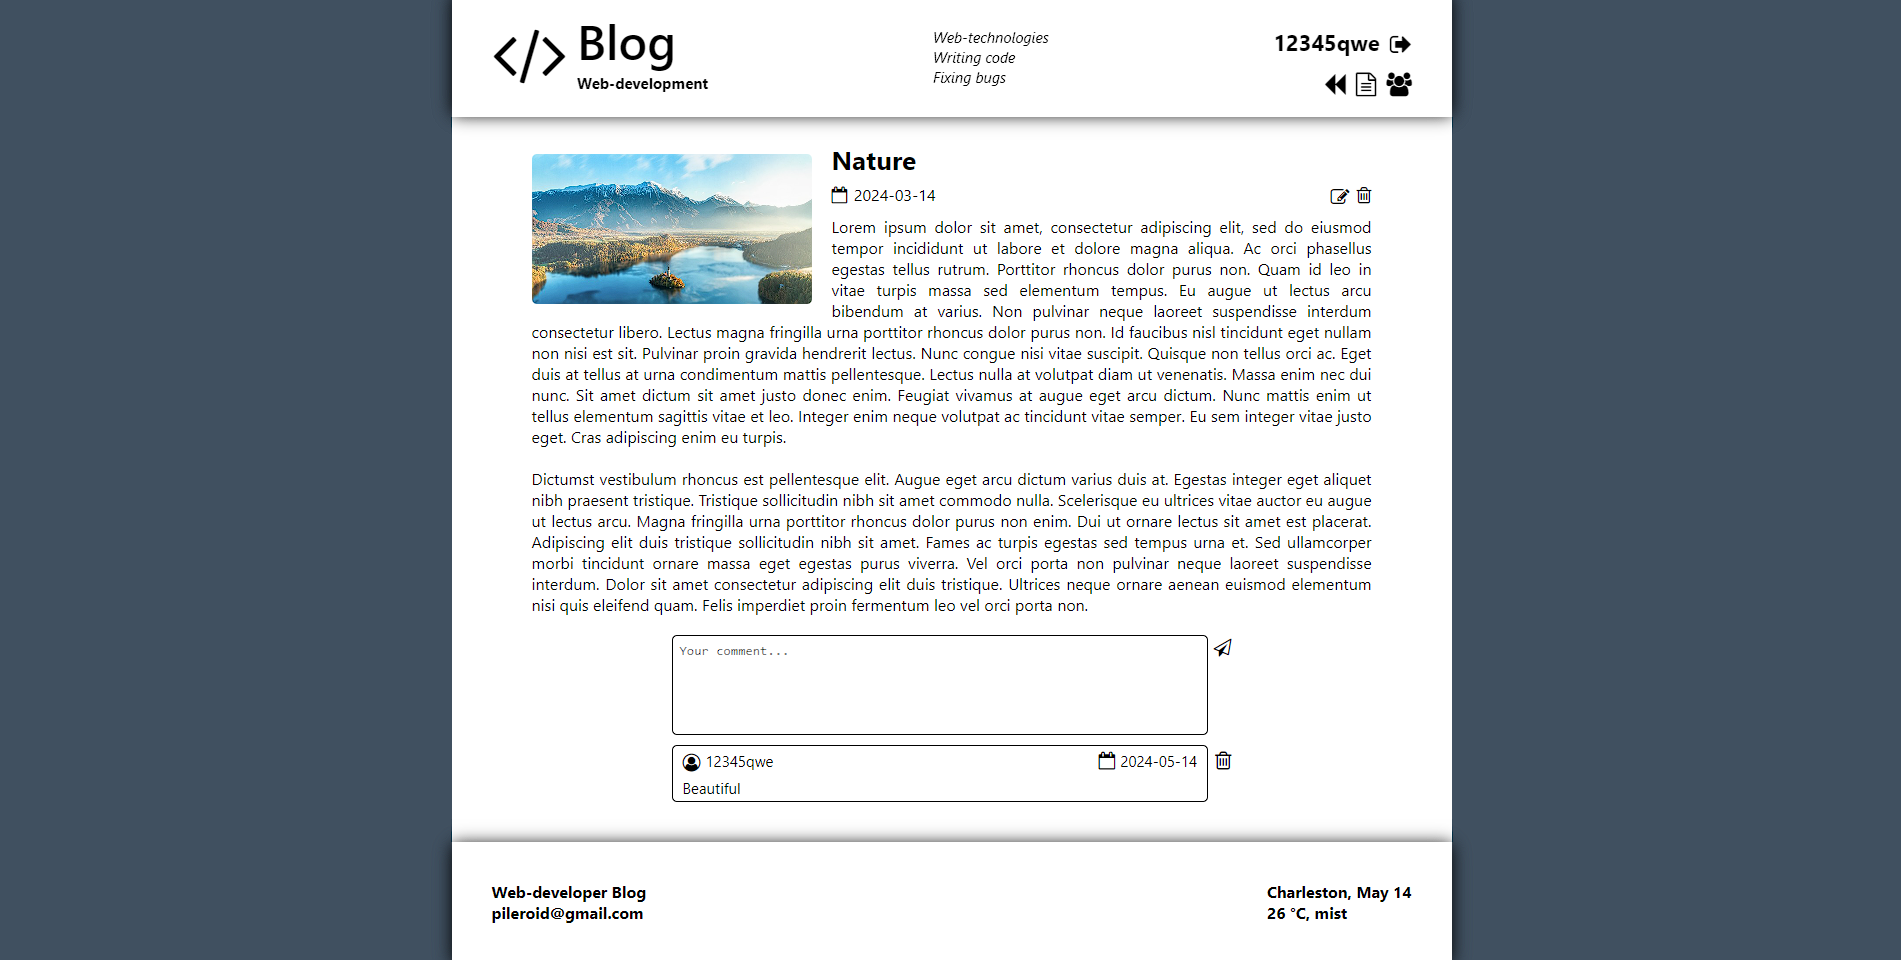 Blog
Web-development
Web-technologies
Writing code
Fixing bugs
12345qwe
Nature
2024-03-14
Lorem ipsum dolor sit amet, consectetur adipiscing elit, sed do eiusmod
tempor incididunt ut labore et dolore magna aliqua. Ac orci phasellus
egestas tellus rutrum. Porttitor rhoncus dolor purus non. Quam id leo in
vitae turpis massa sed elementum tempus. Eu augue ut lectus arcu
bibendum at varius. Non pulvinar neque laoreet suspendisse interdum
consectetur libero. Lectus magna fringilla urna porttitor rhoncus dolor purus non. Id faucibus nisl tincidunt eget nullam
non nisi est sit. Pulvinar proin gravida hendrerit lectus. Nunc congue nisi vitae suscipit. Quisque non tellus orci ac. Eget
duis at tellus at urna condimentum mattis pellentesque. Lectus nulla at volutpat diam ut venenatis. Massa enim nec dui
nunc. Sit amet dictum sit amet justo donec enim. Feugiat vivamus at augue eget arcu dictum. Nunc mattis enim ut
tellus elementum sagittis vitae et leo. Integer enim neque volutpat ac tincidunt vitae semper. Eu sem integer vitae justo
eget. Cras adipiscing enim eu turpis.
Dictumst vestibulum rhoncus est pellentesque elit. Augue eget arcu dictum varius duis at. Egestas integer eget aliquet
nibh praesent tristique. Tristique sollicitudin nibh sit amet commodo nulla. Scelerisque eu ultrices vitae auctor eu augue
ut lectus arcu. Magna fringilla urna porttitor rhoncus dolor purus non enim. Dui ut ornare lectus sit amet est placerat.
Adipiscing elit duis tristique sollicitudin nibh sit amet. Fames ac turpis egestas sed tempus urna et. Sed ullamcorper
morbi tincidunt ornare massa eget egestas purus viverra. Vel orci porta non pulvinar neque laoreet suspendisse
interdum. Dolor sit amet consectetur adipiscing elit duis tristique. Ultrices neque ornare aenean euismod elementum
nisi quis eleifend quam. Felis imperdiet proin fermentum leo vel orci porta non.
Your comment...
12345qwe 2024-05-14
Beautiful
Web-developer Blog
pileroid@gmail.com
Charleston, May 14
26 °C, mist